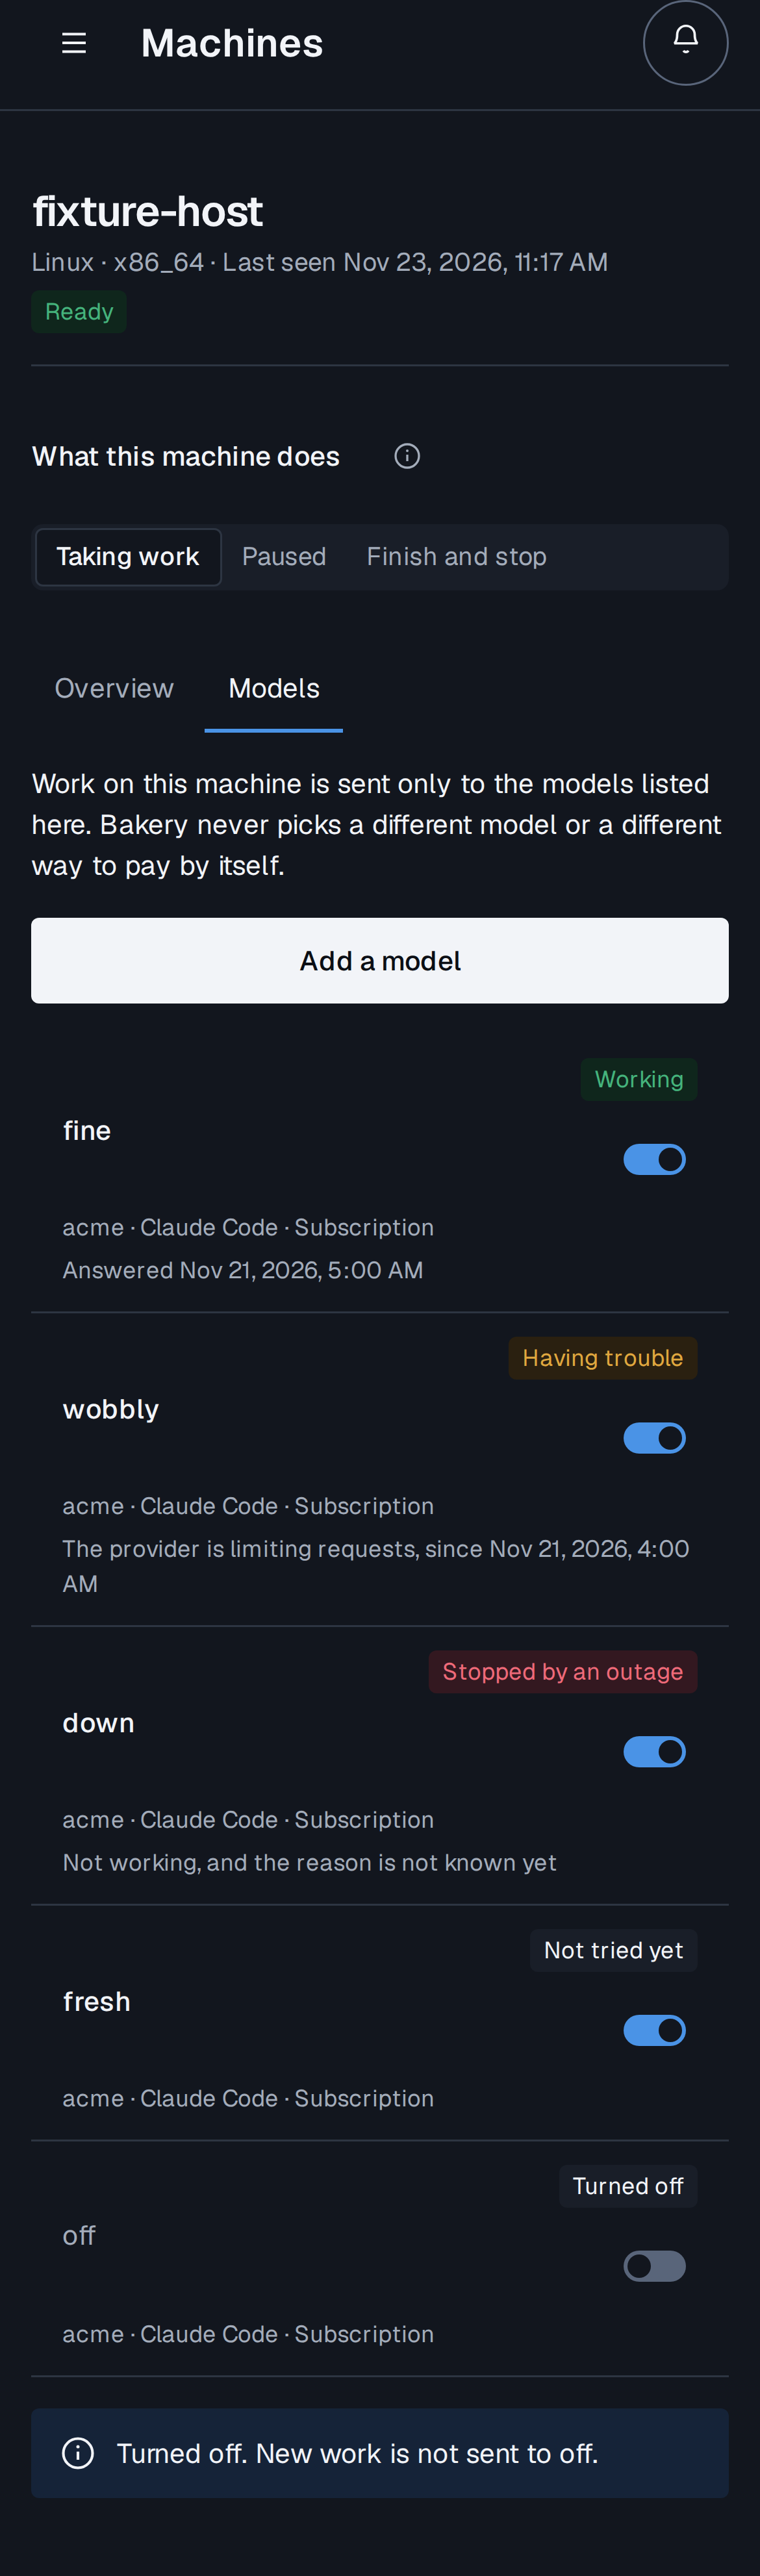 Machines
fixture-host
Linux · x86_64 · Last seen Nov 23, 2026, 11:17 AM
Ready
What this machine does
Taking work Paused Finish and stop
Overview Models
Work on this machine is sent only to the models listed
here. Bakery never picks a different model or a different
way to pay by itself.
Add a model
Working
fine
acme · Claude Code · Subscription
Answered Nov 21, 2026, 5:00 AM
Having trouble
wobbly
acme · Claude Code · Subscription
The provider is limiting requests, since Nov 21, 2026, 4:00
AM
Stopped by an outage
down
acme · Claude Code · Subscription
Not working, and the reason is not known yet
Not tried yet
fresh
acme · Claude Code · Subscription
Turned off
off
acme · Claude Code · Subscription
Turned off. New work is not sent to off.